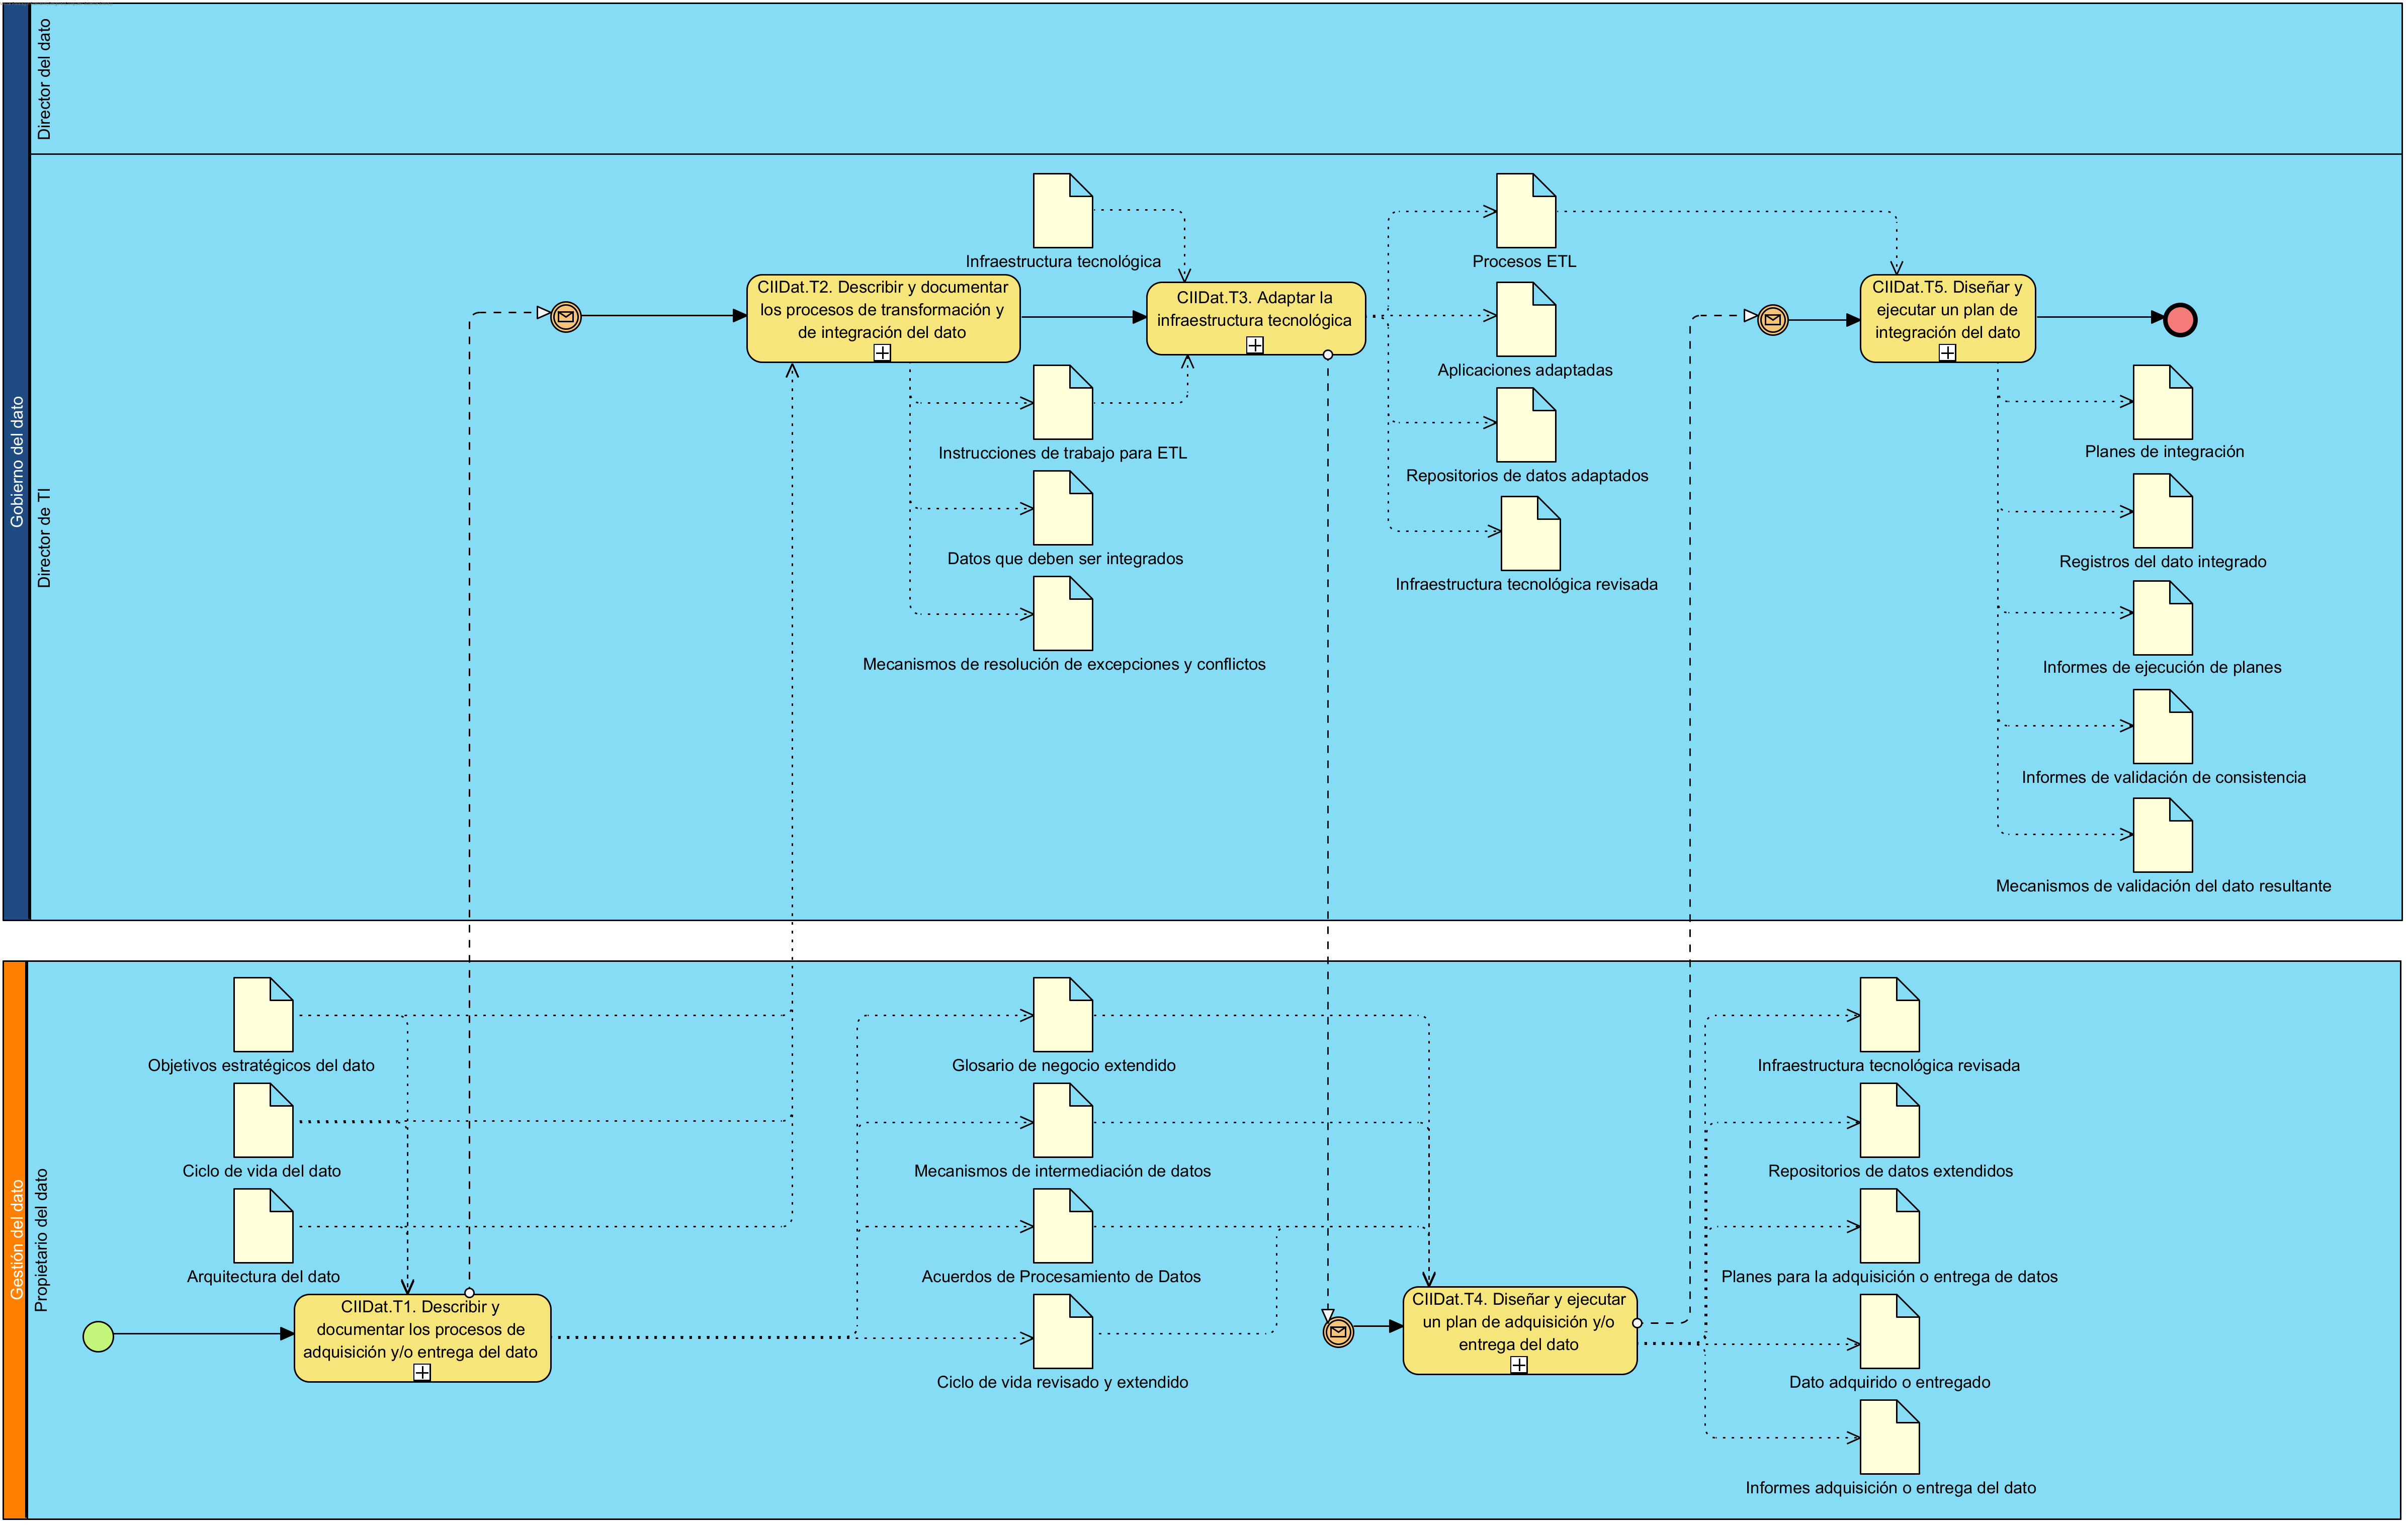 Gobierno del dato
Director del dato
Director de TI
Infraestructura tecnológica
CIIDat.T2. Describir y documentar
los procesos de transformación y
de integración del dato
CIIDat.T3. Adaptar la
infraestructura tecnológica
Instrucciones de trabajo para ETL
Datos que deben ser integrados
Mecanismos de resolución de excepciones y conflictos
Procesos ETL
Aplicaciones adaptadas
Repositorios de datos adaptados
Infraestructura tecnológica revisada
CIIDat.T5. Diseñar y
ejecutar un plan de
integración del dato
Planes de integración
Registros del dato integrado
Informes de ejecución de planes
Informes de validación de consistencia
Mecanismos de validación del dato resultante
Gestión del dato
Propietario del dato
Objetivos estratégicos del dato
Ciclo de vida del dato
Arquitectura del dato
CIIDat.T1. Describir y
documentar los procesos de
adquisición y/o entrega del dato
Glosario de negocio extendido
Mecanismos de intermediación de datos
Acuerdos de Procesamiento de Datos
Ciclo de vida revisado y extendido
CIIDat.T4. Diseñar y ejecutar
un plan de adquisición y/o
entrega del dato
Infraestructura tecnológica revisada
Repositorios de datos extendidos
Planes para la adquisición o entrega de datos
Dato adquirido o entregado
Informes adquisición o entrega del dato